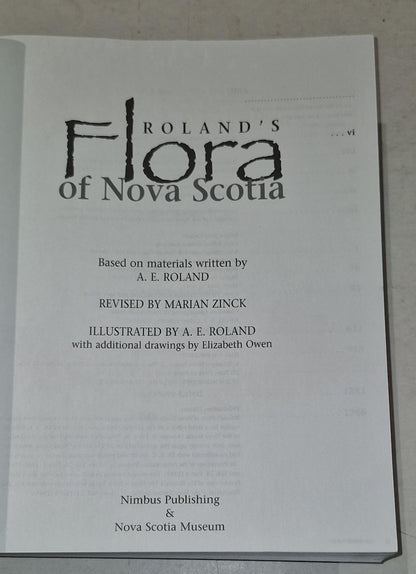 ROLAND'S
Flora
of Nova Scotia
. . . vi
Based on materials written by
A. E. ROLAND
REVISED BY MARIAN ZINCK
ILLUSTRATED BY A. E. ROLAND
with additional drawings by Elizabeth Owen
Nimbus Publishing
&
Nova Scotia Museum